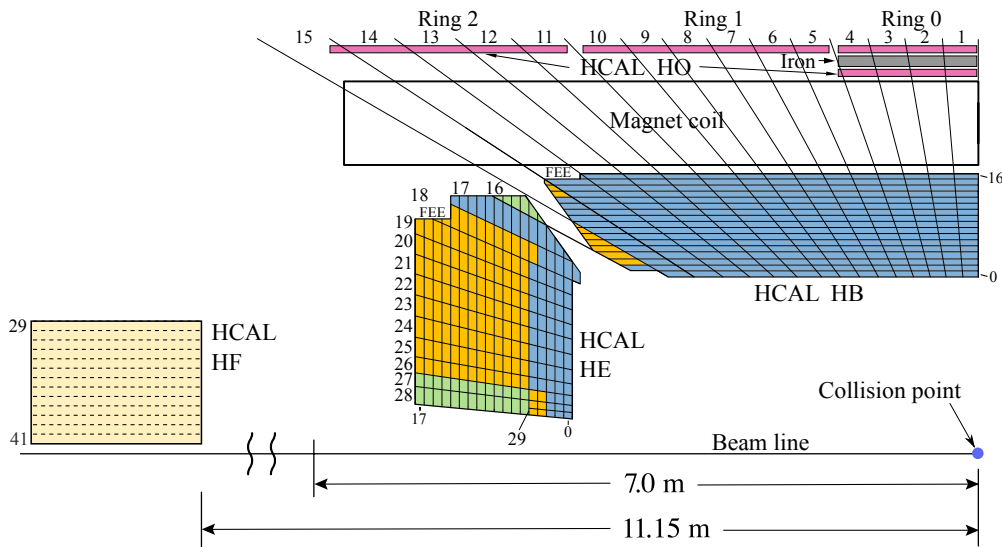 Ring 2 Ring 1 Ring 0
15 14 13 12 11 10 9 8 7 6 5 4 3 2 1
HCAL HO
Iron
Magnet coil
FEE
16
0
HCAL HB
18 17 16
FEE
19
20
21
22
23
24
25
26
27
28
17
29
0
HCAL
HE
29
HCAL
HF
41
Collision point
Beam line
7.0 m
11.15 m